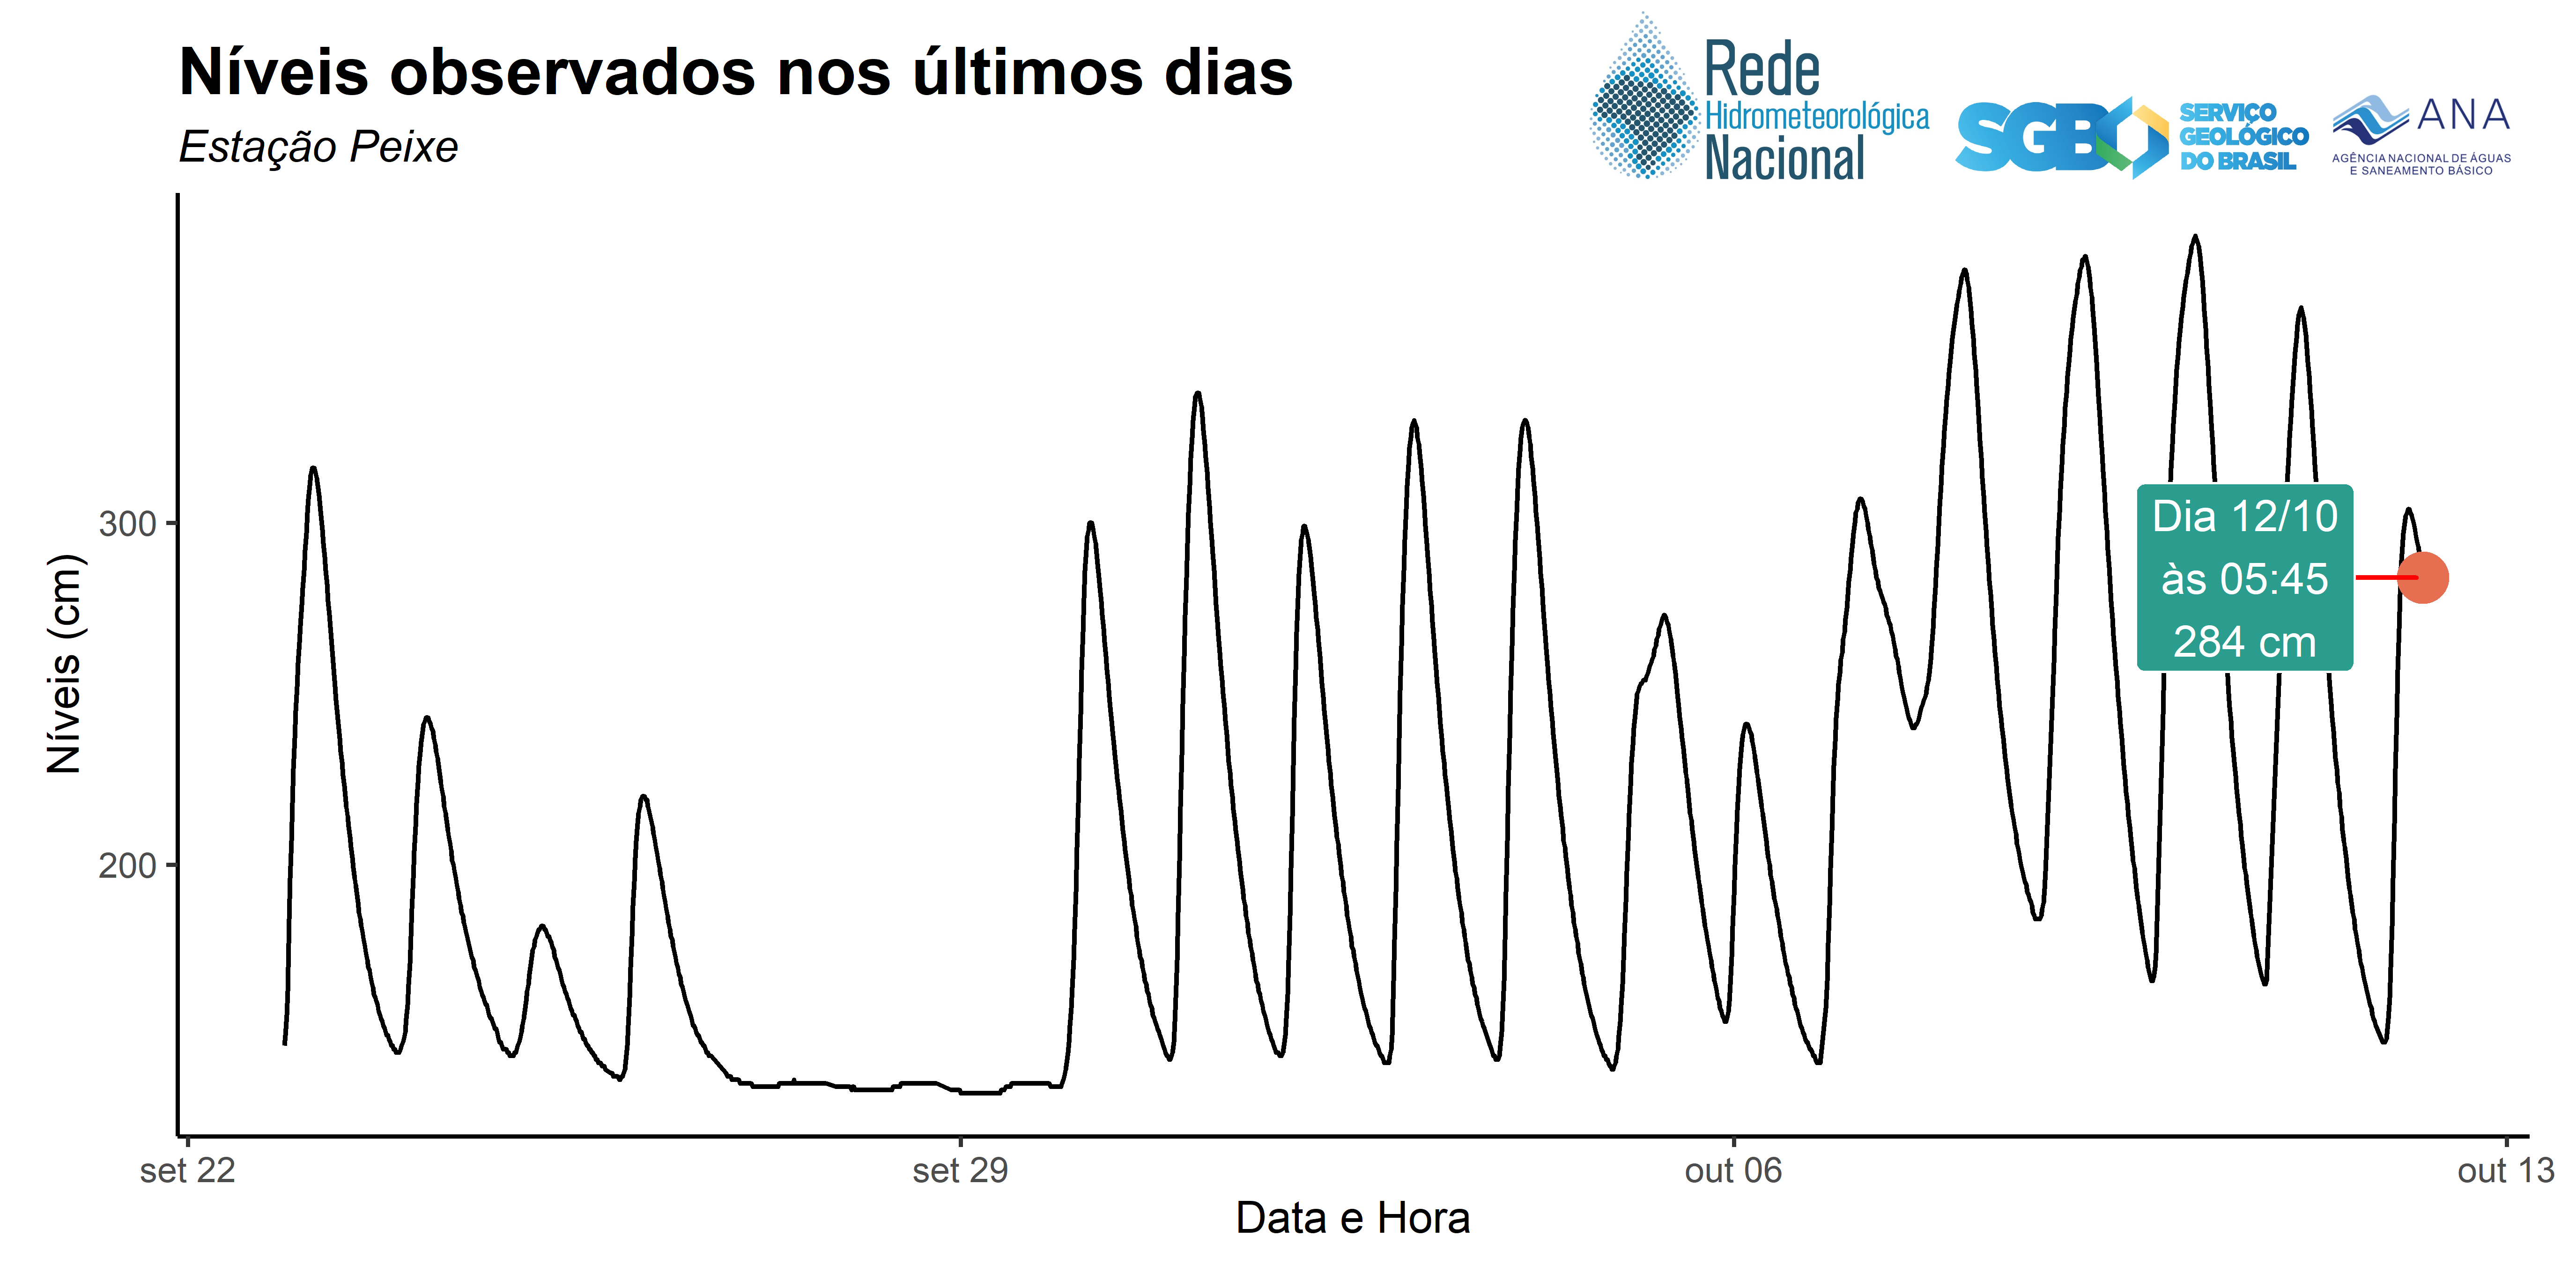 Níveis observados nos últimos dias
Estação Peixe
Rede
Hidrometeorológica
Nacional
SGB
SERVIÇO
GEOLÓGICO
DO BRASIL
ANA
AGÊNCIA NACIONAL DE ÁGUAS
E SANEAMENTO BÁSICO
Níveis (cm)
300
200
Dia 12/10
às 05:45
284 cm
set 22
set 29
out 06
out 13
Data e Hora